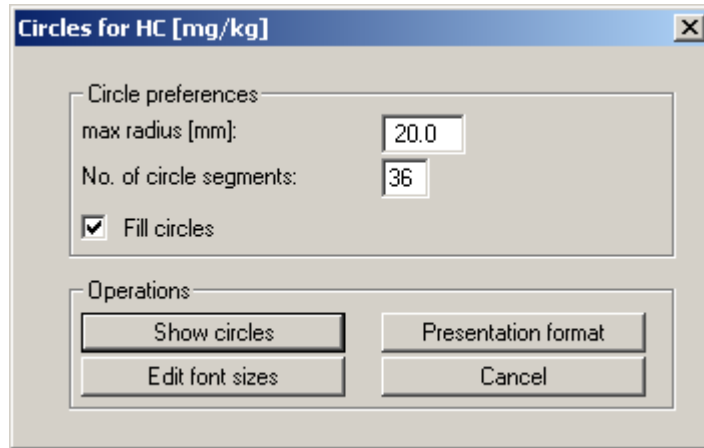 Circles for HC [mg/kg]
Circle preferences
max radius [mm]: 20.0
No. of circle segments: 36
Fill circles
Operations
Show circles Presentation format
Edit font sizes Cancel